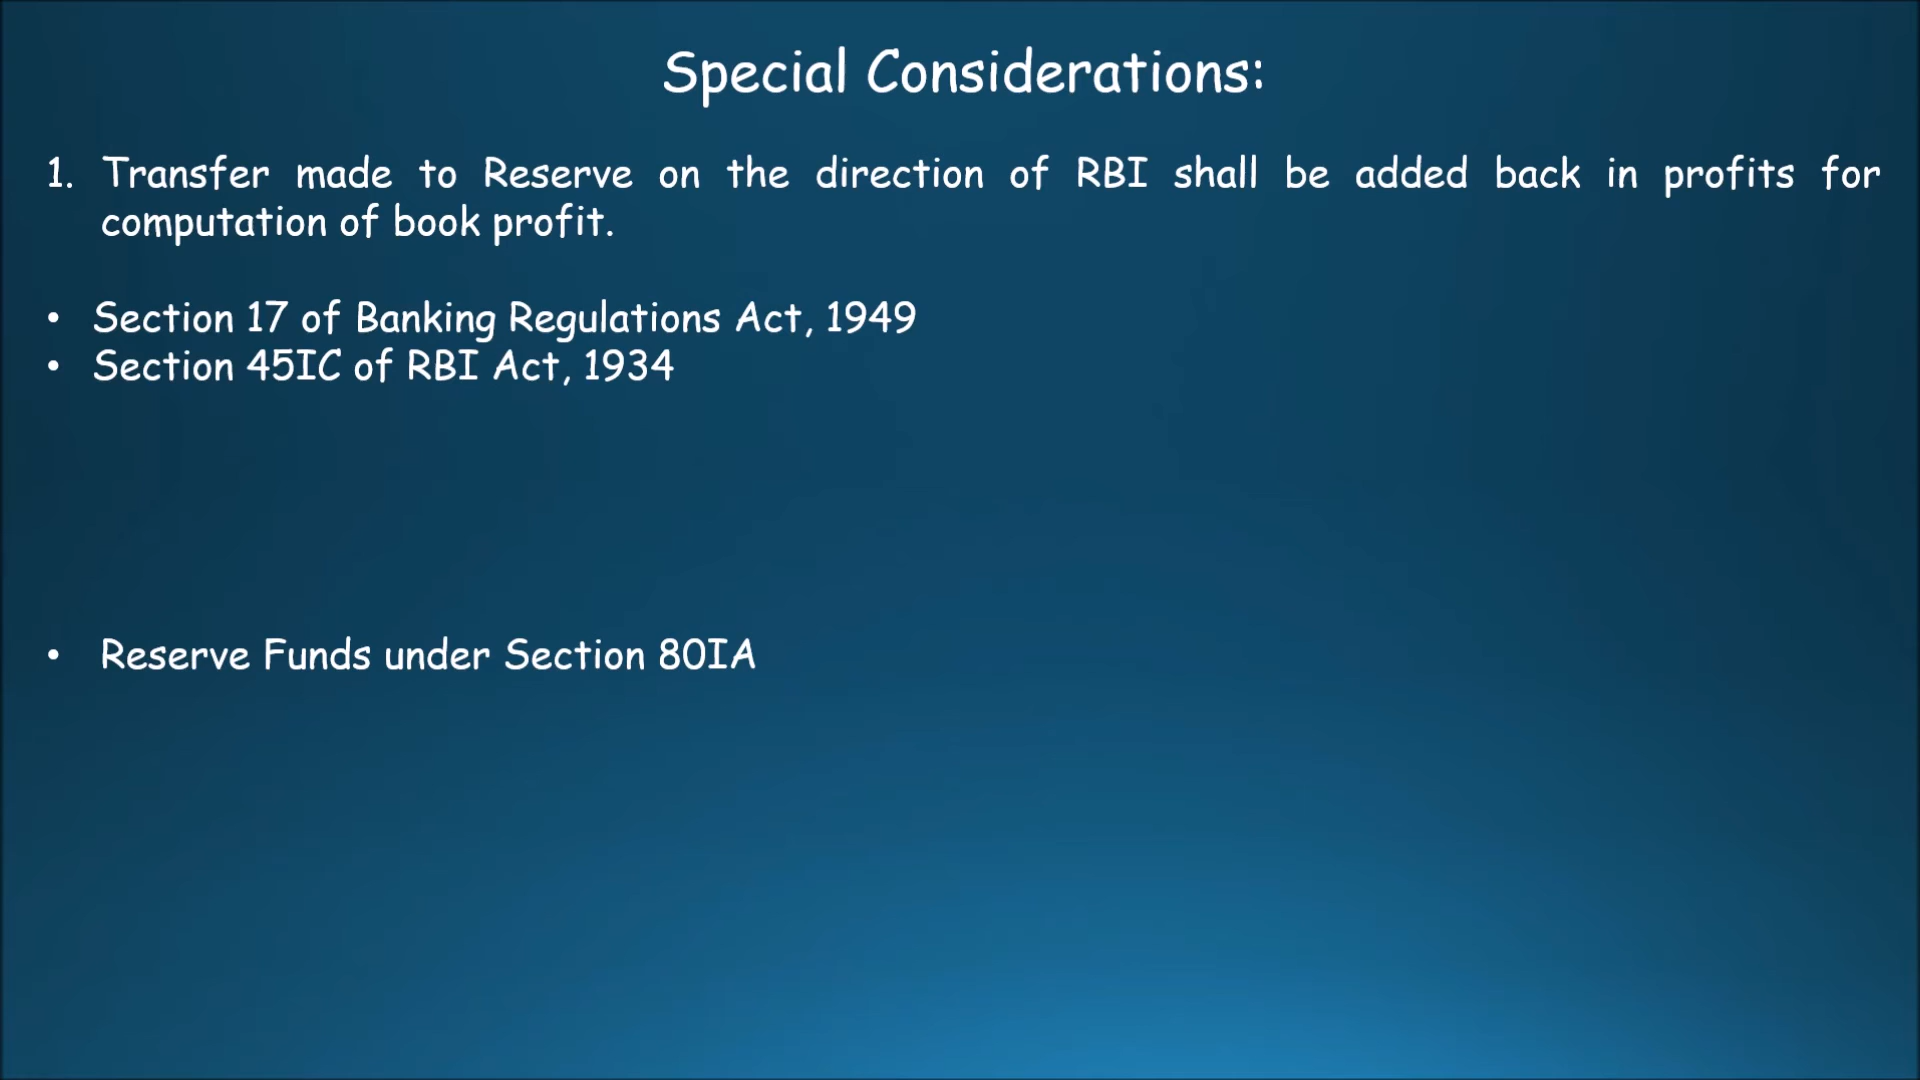 Special Considerations:
1. Transfer made to Reserve on the direction of RBI shall be added back in profits for
computation of book profit.
• Section 17 of Banking Regulations Act, 1949
• Section 45IC of RBI Act, 1934
• Reserve Funds under Section 80IA